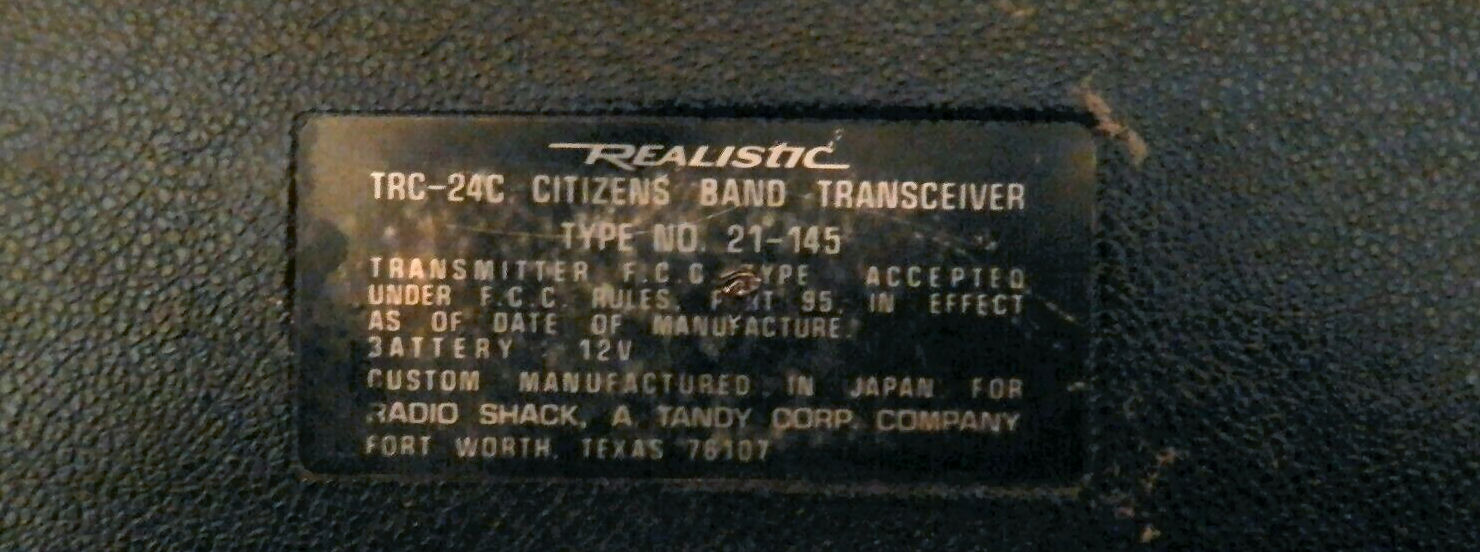 REALISTIC
TRC-24C CITIZENS BAND TRANSCEIVER
TYPE NO. 21-145
TRANSMITTER F.C.C. TYPE ACCEPTED
UNDER F.C.C. RULES, PART 95, IN EFFECT
AS OF DATE OF MANUFACTURE.
BATTERY : 12V
CUSTOM MANUFACTURED IN JAPAN FOR
RADIO SHACK, A TANDY CORP. COMPANY
FORT WORTH, TEXAS 76107